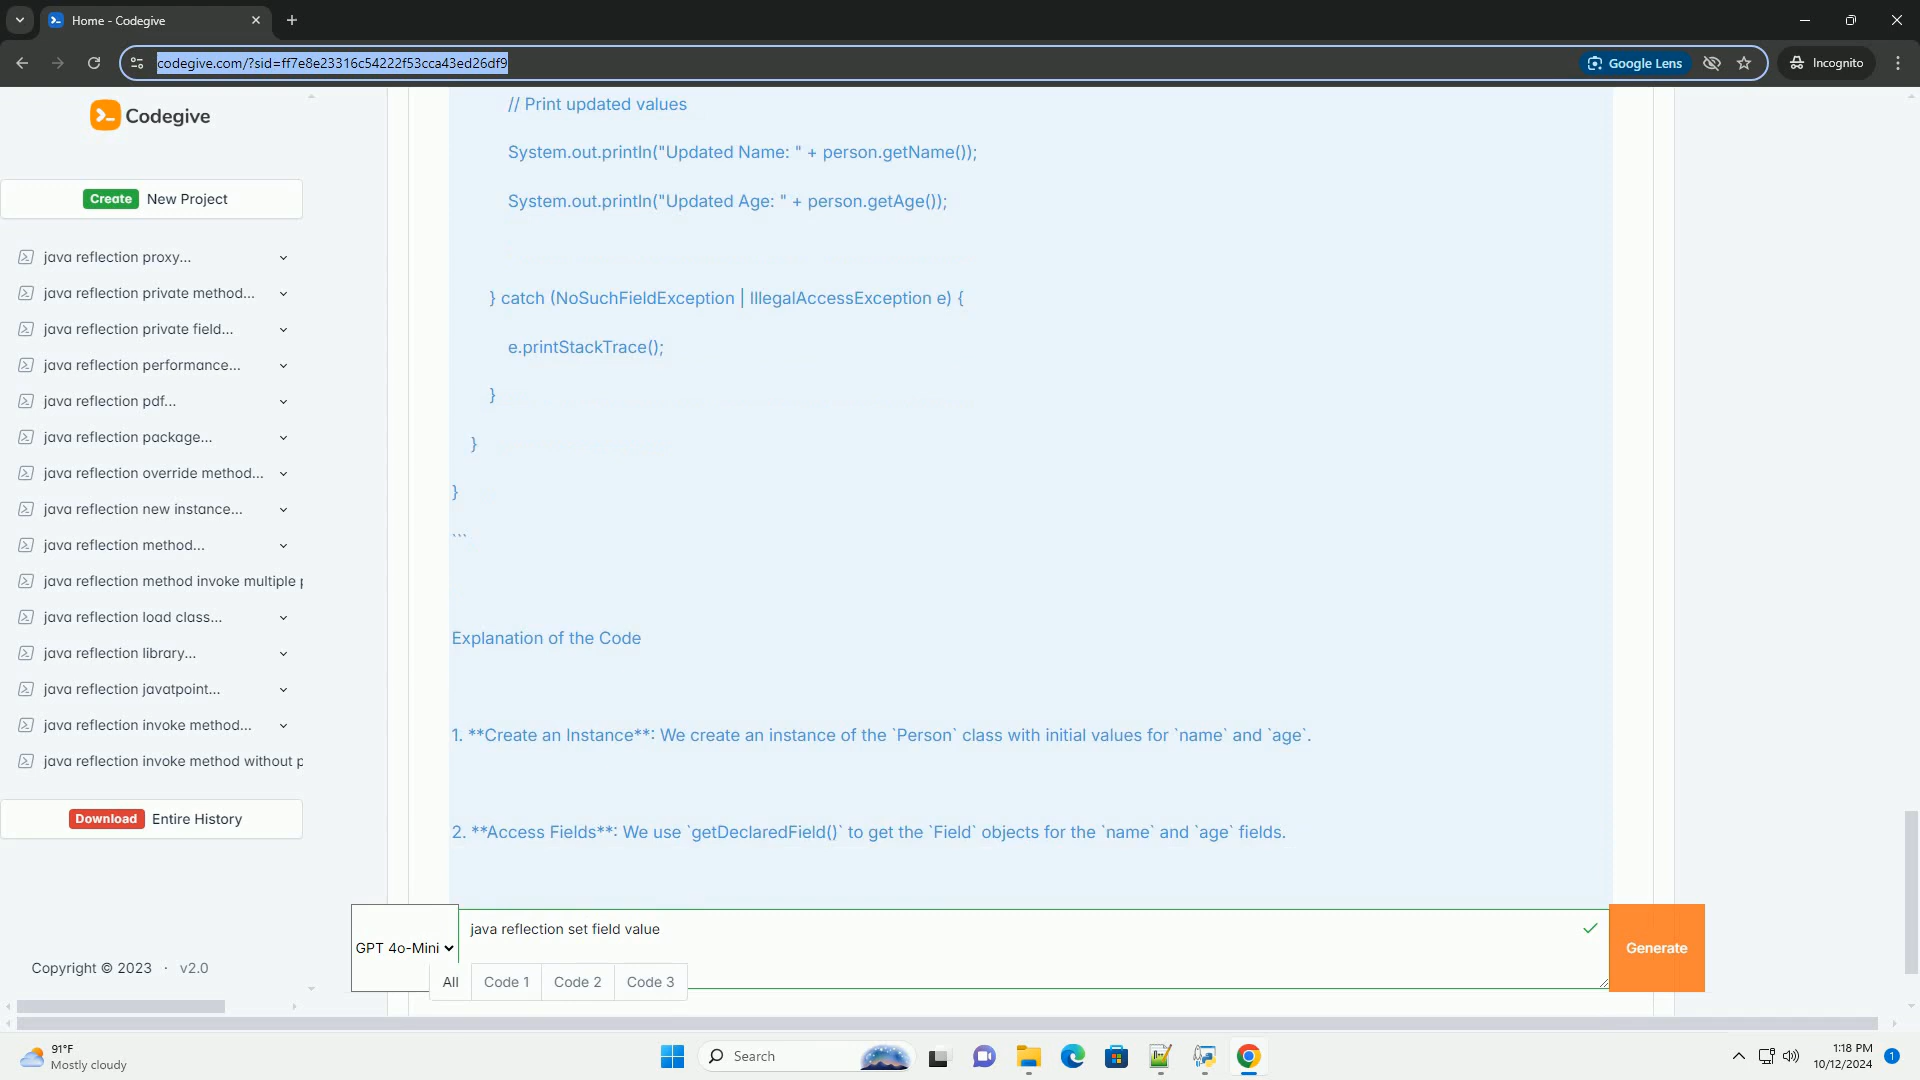 Home - Codegive
codegive.com/?sid=ff7e8e23316c54222f53cca43ed26df9
Google Lens
Incognito
Codegive
Create New Project
java reflection proxy...
java reflection private method...
java reflection private field...
java reflection performance...
java reflection pdf...
java reflection package...
java reflection override method...
java reflection new instance...
java reflection method...
java reflection method invoke multiple p
java reflection load class...
java reflection library...
java reflection javatpoint...
java reflection invoke method...
java reflection invoke method without p
Download Entire History
Copyright © 2023 · v2.0
// Print updated values
System.out.println("Updated Name: " + person.getName());
System.out.println("Updated Age: " + person.getAge());
} catch (NoSuchFieldException | IllegalAccessException e) {
e.printStackTrace();
}
}
}
```
Explanation of the Code
1. **Create an Instance**: We create an instance of the `Person` class with initial values for `name` and `age`.
2. **Access Fields**: We use `getDeclaredField()` to get the `Field` objects for the `name` and `age` fields.
GPT 4o-Mini
java reflection set field value
Generate
All
Code 1
Code 2
Code 3
91°F
Mostly cloudy
Search
1:18 PM
10/12/2024
1